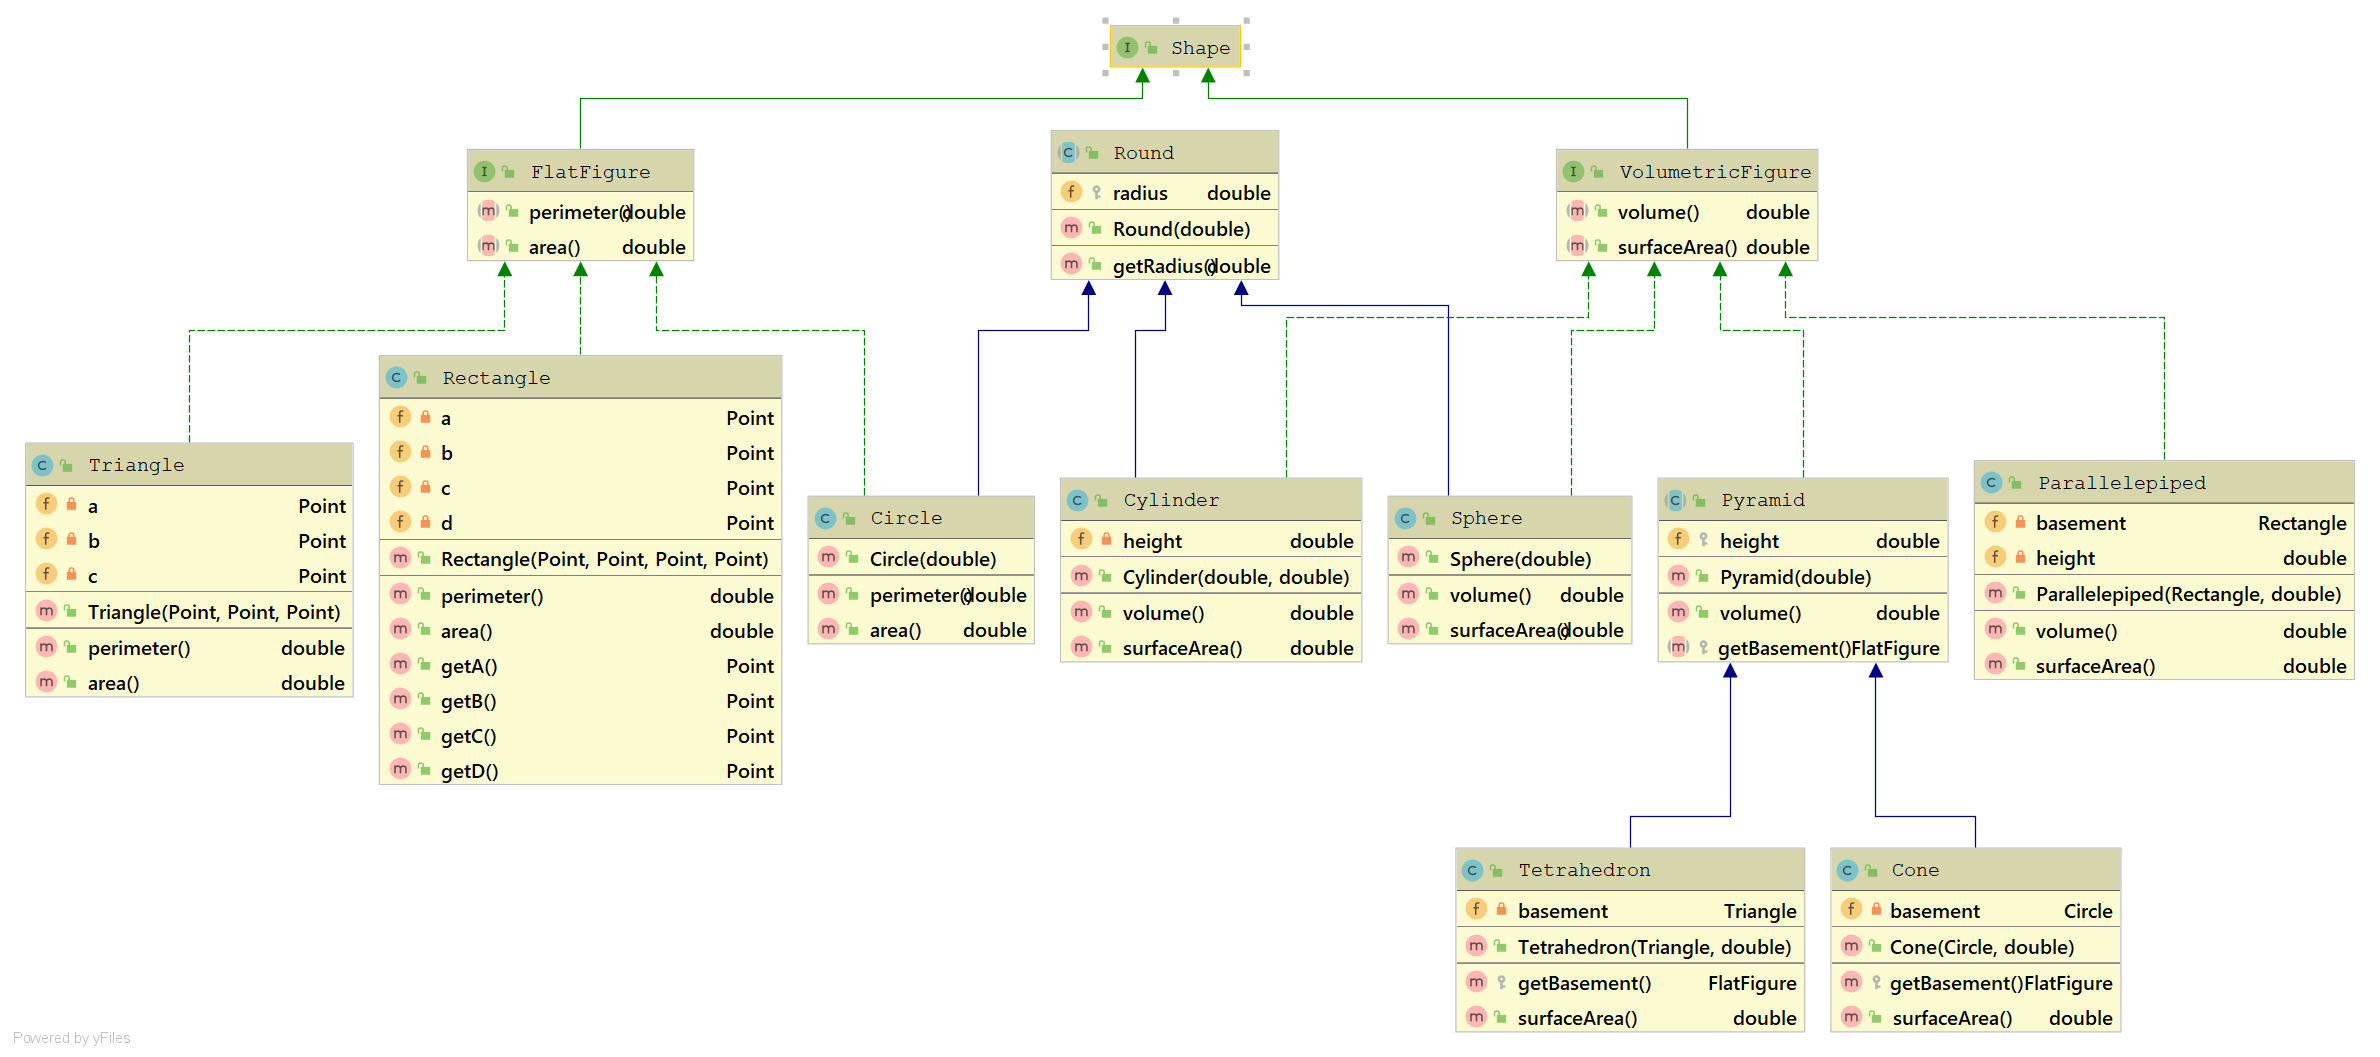 Shape
FlatFigure
perimeter() double
area() double
Round
radius double
Round(double)
getRadius() double
VolumetricFigure
volume() double
surfaceArea() double
Triangle
a Point
b Point
c Point
Triangle(Point, Point, Point)
perimeter() double
area() double
Rectangle
a Point
b Point
c Point
d Point
Rectangle(Point, Point, Point, Point)
perimeter() double
area() double
getA() Point
getB() Point
getC() Point
getD() Point
Circle
Circle(double)
perimeter() double
area() double
Cylinder
height double
Cylinder(double, double)
volume() double
surfaceArea() double
Sphere
Sphere(double)
volume() double
surfaceArea() double
Pyramid
height double
Pyramid(double)
volume() double
getBasement() FlatFigure
Parallelepiped
basement Rectangle
height double
Parallelepiped(Rectangle, double)
volume() double
surfaceArea() double
Tetrahedron
basement Triangle
Tetrahedron(Triangle, double)
getBasement() FlatFigure
surfaceArea() double
Cone
basement Circle
Cone(Circle, double)
getBasement() FlatFigure
surfaceArea() double
Powered by yFiles